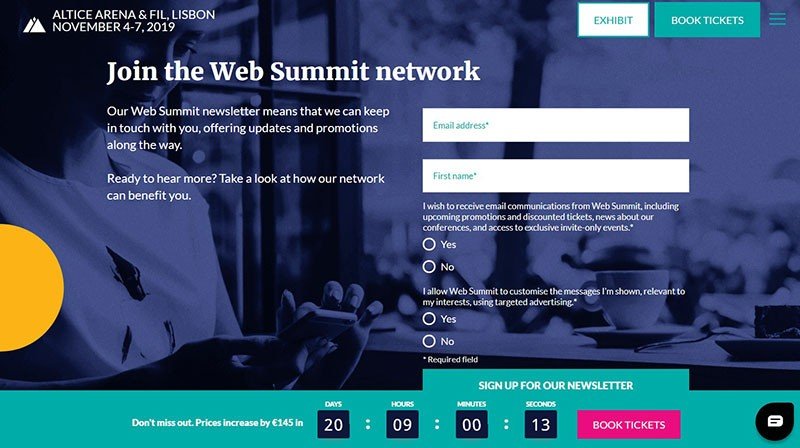 ALTICE ARENA & FIL, LISBON
NOVEMBER 4-7, 2019
EXHIBIT
BOOK TICKETS
Join the Web Summit network
Our Web Summit newsletter means that we can keep
in touch with you, offering updates and promotions
along the way.
Ready to hear more? Take a look at how our network
can benefit you.
Email address*
First name*
I wish to receive email communications from Web Summit, including
upcoming promotions and discounted tickets, news about our
conferences, and access to exclusive invite-only events.*
Yes
No
I allow Web Summit to customise the messages I'm shown, relevant to
my interests, using targeted advertising.*
Yes
No
* Required field
SIGN UP FOR OUR NEWSLETTER
Don't miss out. Prices increase by €145 in
DAYS HOURS MINUTES SECONDS
20 : 09 : 00 : 13
BOOK TICKETS